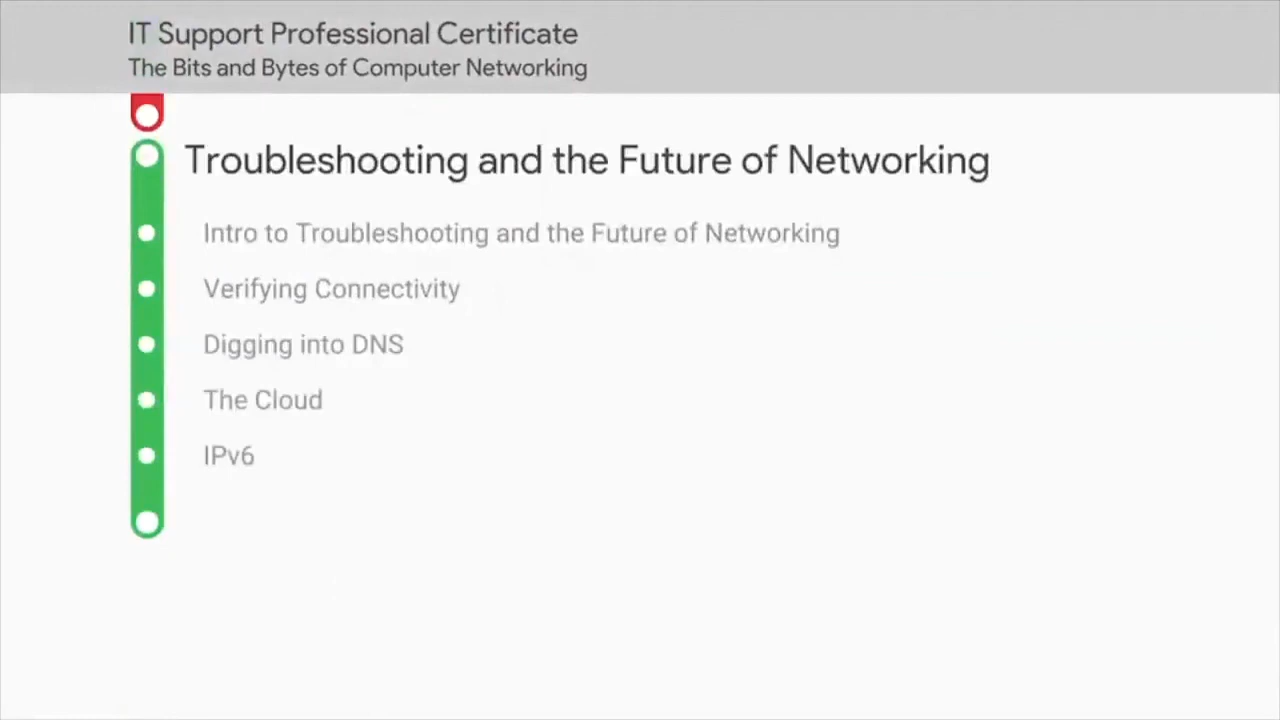 IT Support Professional Certificate
The Bits and Bytes of Computer Networking
Troubleshooting and the Future of Networking
Intro to Troubleshooting and the Future of Networking
Verifying Connectivity
Digging into DNS
The Cloud
IPv6